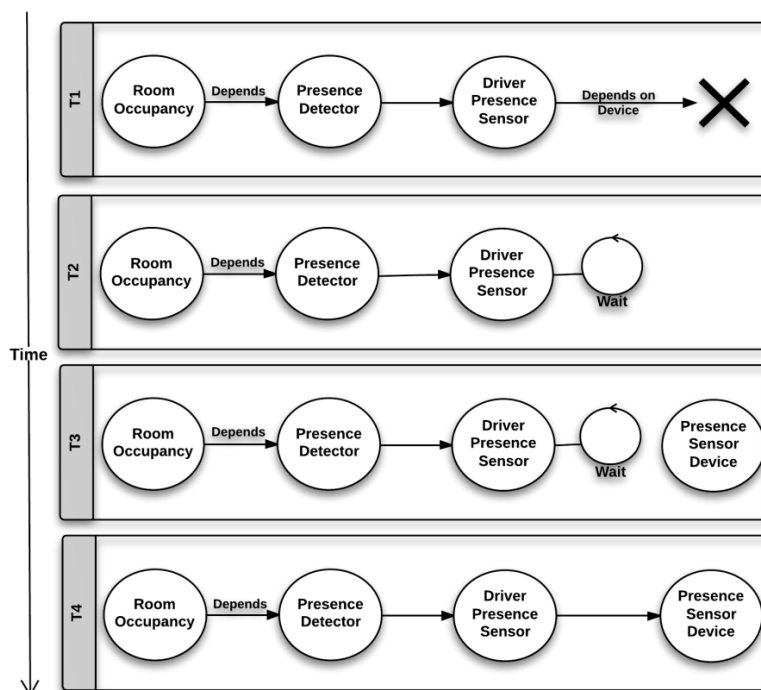 T1
Room
Occupancy
Depends
Presence
Detector
Driver
Presence
Sensor
Depends on
Device
T2
Room
Occupancy
Depends
Presence
Detector
Driver
Presence
Sensor
Wait
Time
T3
Room
Occupancy
Depends
Presence
Detector
Driver
Presence
Sensor
Wait
Presence
Sensor
Device
T4
Room
Occupancy
Depends
Presence
Detector
Driver
Presence
Sensor
Presence
Sensor
Device